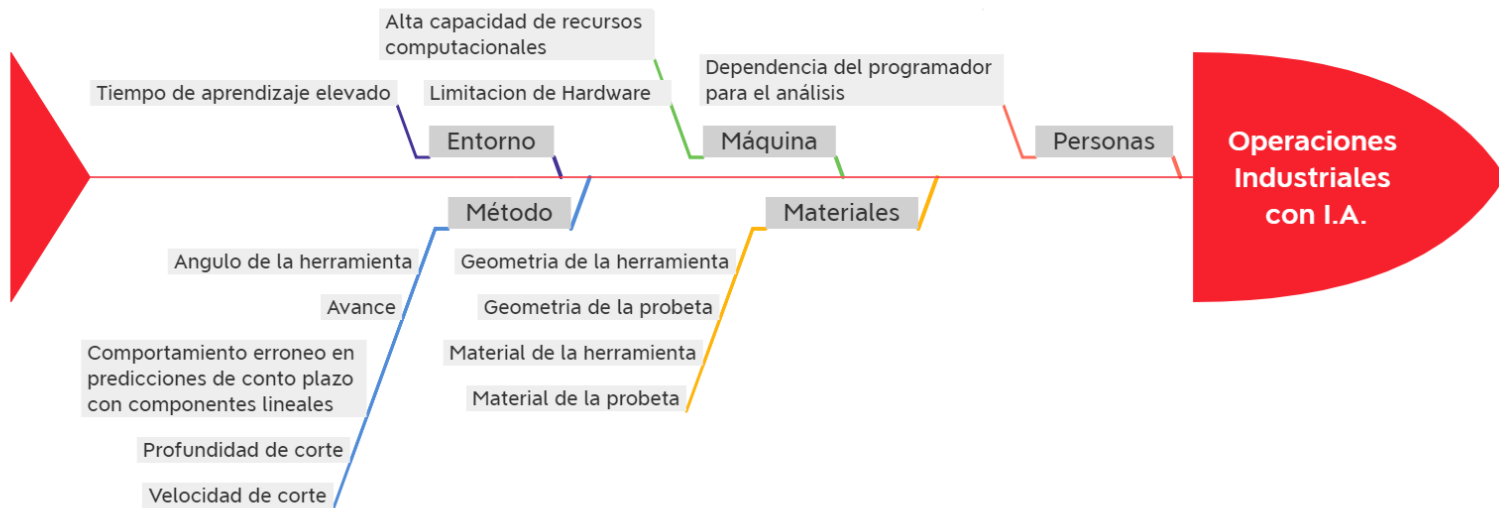 Alta capacidad de recursos
computacionales
Dependencia del programador
para el análisis
Tiempo de aprendizaje elevado
Limitacion de Hardware
Entorno
Máquina
Personas
Operaciones
Industriales
con I.A.
Método
Materiales
Angulo de la herramienta
Avance
Comportamiento erroneo en
predicciones de conto plazo
con componentes lineales
Profundidad de corte
Velocidad de corte
Geometria de la herramienta
Geometria de la probeta
Material de la herramienta
Material de la probeta